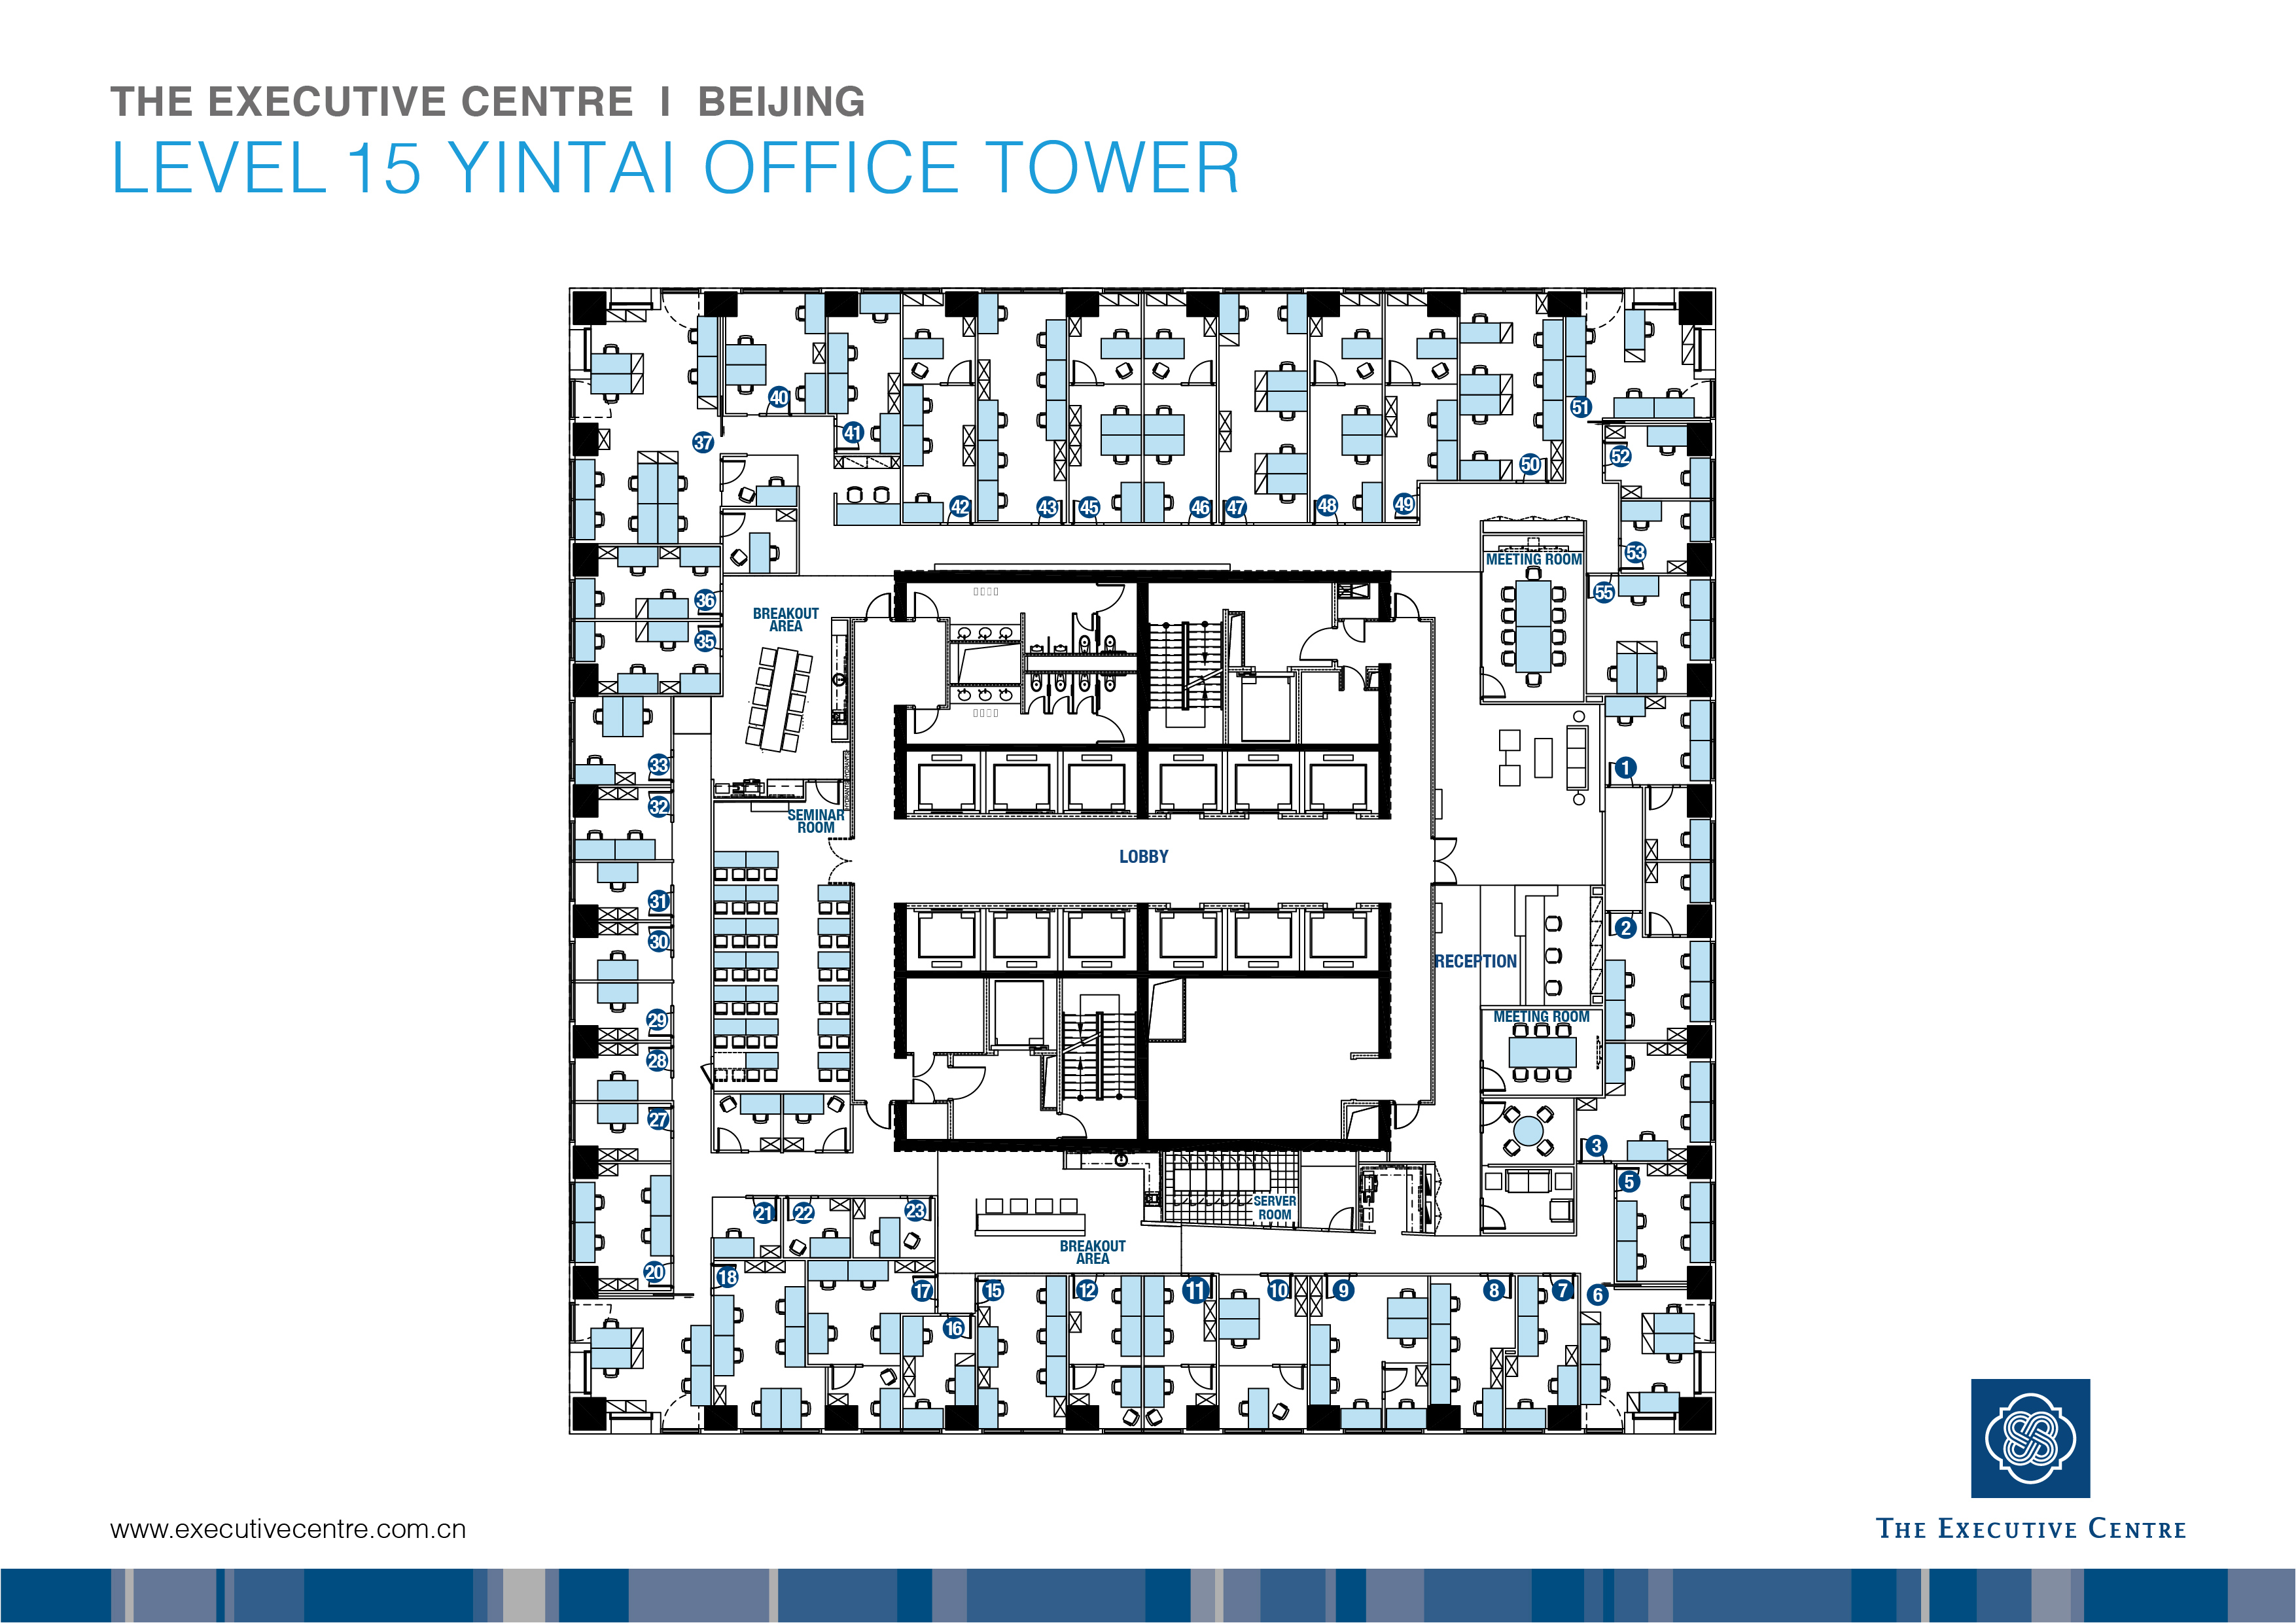 THE EXECUTIVE CENTRE I BEIJING
LEVEL 15 YINTAI OFFICE TOWER
40
51
41
37
52
50
42
43
45
46
47
48
49
53
MEETING ROOM
55
36
BREAKOUT
AREA
35
33
1
32
SEMINAR
ROOM
LOBBY
31
2
30
RECEPTION
29
MEETING ROOM
28
27
3
5
SERVER
ROOM
21
22
23
BREAKOUT
AREA
20
18
17
15
12
11
10
9
8
7
6
16
www.executivecentre.com.cn
THE EXECUTIVE CENTRE